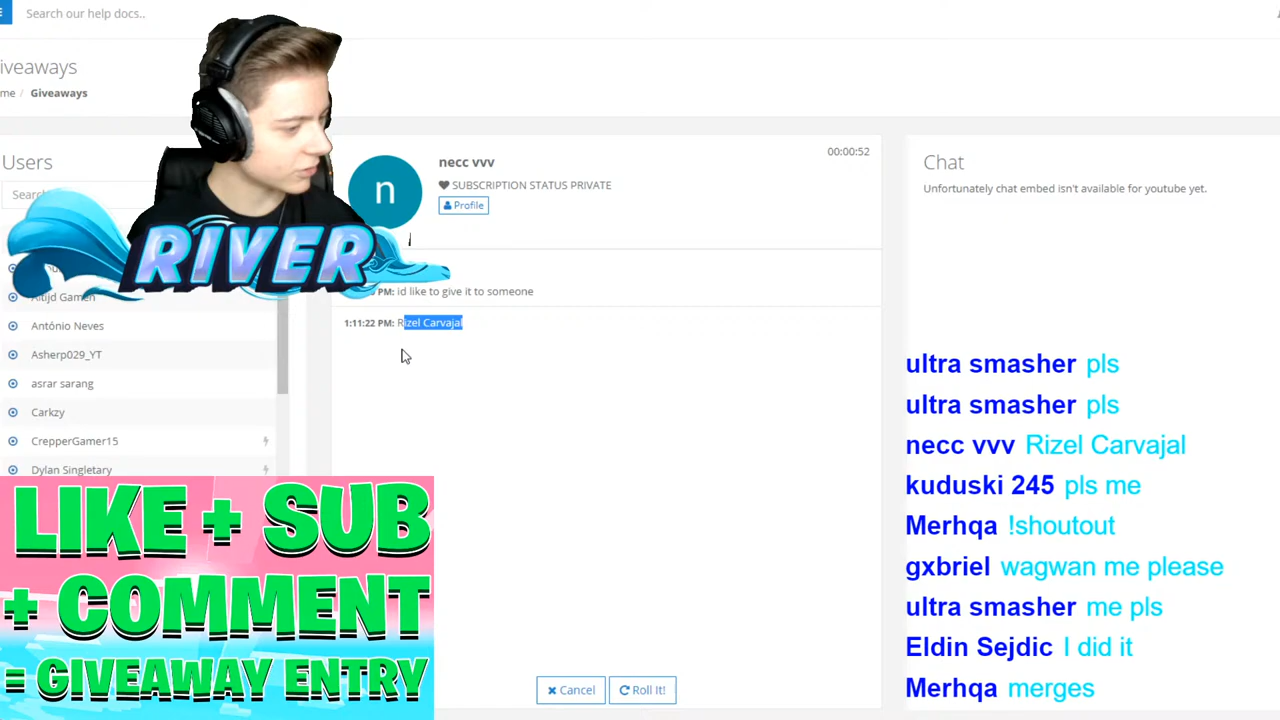 Search our help docs..
iveaways
me / Giveaways
Users
Sear
necc vvv
SUBSCRIPTION STATUS PRIVATE
Profile
00:00:52
n
RIVER
PM: id like to give it to someone
1:11:22 PM: Rizel Carvajal
Altijd Gamen
António Neves
Asherp029_YT
asrar sarang
Carkzy
CrepperGamer15
Dylan Singletary
LIKE + SUB
+ COMMENT
= GIVEAWAY ENTRY
Cancel
Roll It!
Chat
Unfortunately chat embed isn't available for youtube yet.
ultra smasher pls
ultra smasher pls
necc vvv Rizel Carvajal
kuduski 245 pls me
Merhqa !shoutout
gxbriel wagwan me please
ultra smasher me pls
Eldin Sejdic I did it
Merhqa merges